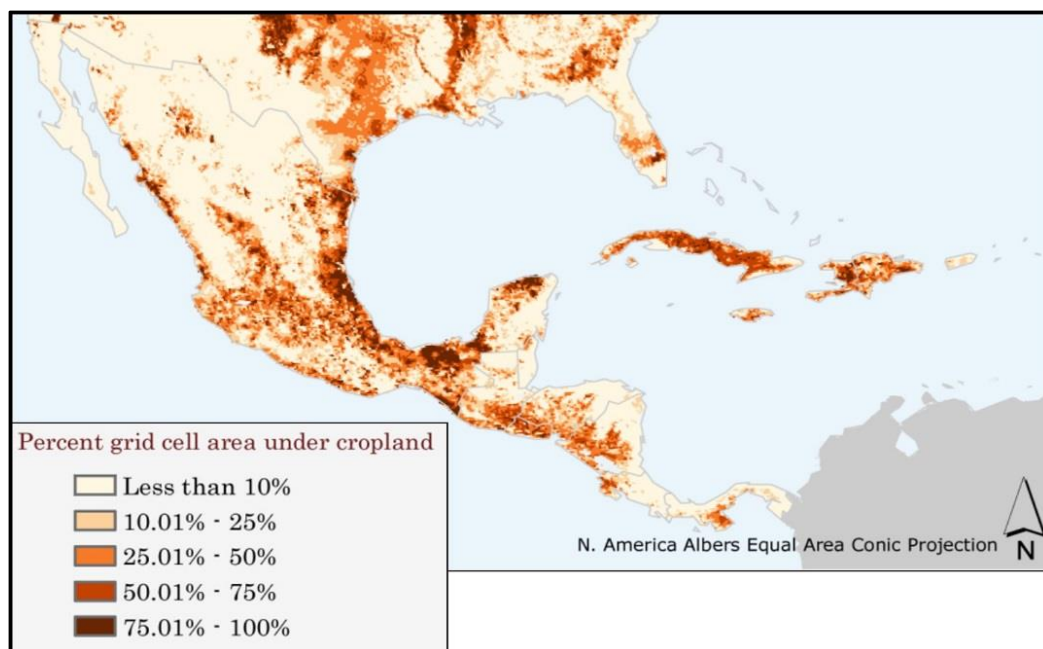 Percent grid cell area under cropland
Less than 10%
10.01% - 25%
25.01% - 50%
50.01% - 75%
75.01% - 100%
N. America Albers Equal Area Conic Projection
N